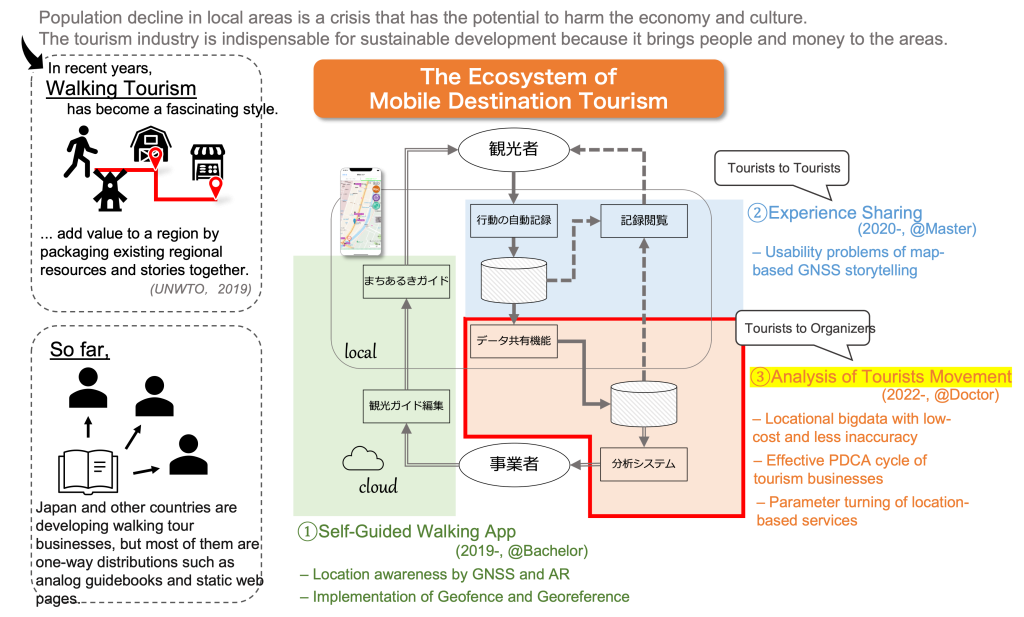 Population decline in local areas is a crisis that has the potential to harm the economy and culture.
The tourism industry is indispensable for sustainable development because it brings people and money to the areas.
In recent years,
Walking Tourism
has become a fascinating style.
... add value to a region by
packaging existing regional
resources and stories together.
(UNWTO, 2019)
So far,
Japan and other countries are
developing walking tour
businesses, but most of them are
one-way distributions such as
analog guidebooks and static web
pages.
The Ecosystem of
Mobile Destination Tourism
観光者
行動の自動記録
記録閲覧
まちあるきガイド
データ共有機能
local
観光ガイド編集
事業者
分析システム
cloud
①Self-Guided Walking App
(2019-, @Bachelor)
– Location awareness by GNSS and AR
– Implementation of Geofence and Georeference
Tourists to Tourists
②Experience Sharing
(2020-, @Master)
– Usability problems of map-
based GNSS storytelling
Tourists to Organizers
③Analysis of Tourists Movement
(2022-, @Doctor)
– Locational bigdata with low-
cost and less inaccuracy
– Effective PDCA cycle of
tourism businesses
– Parameter turning of location-
based services